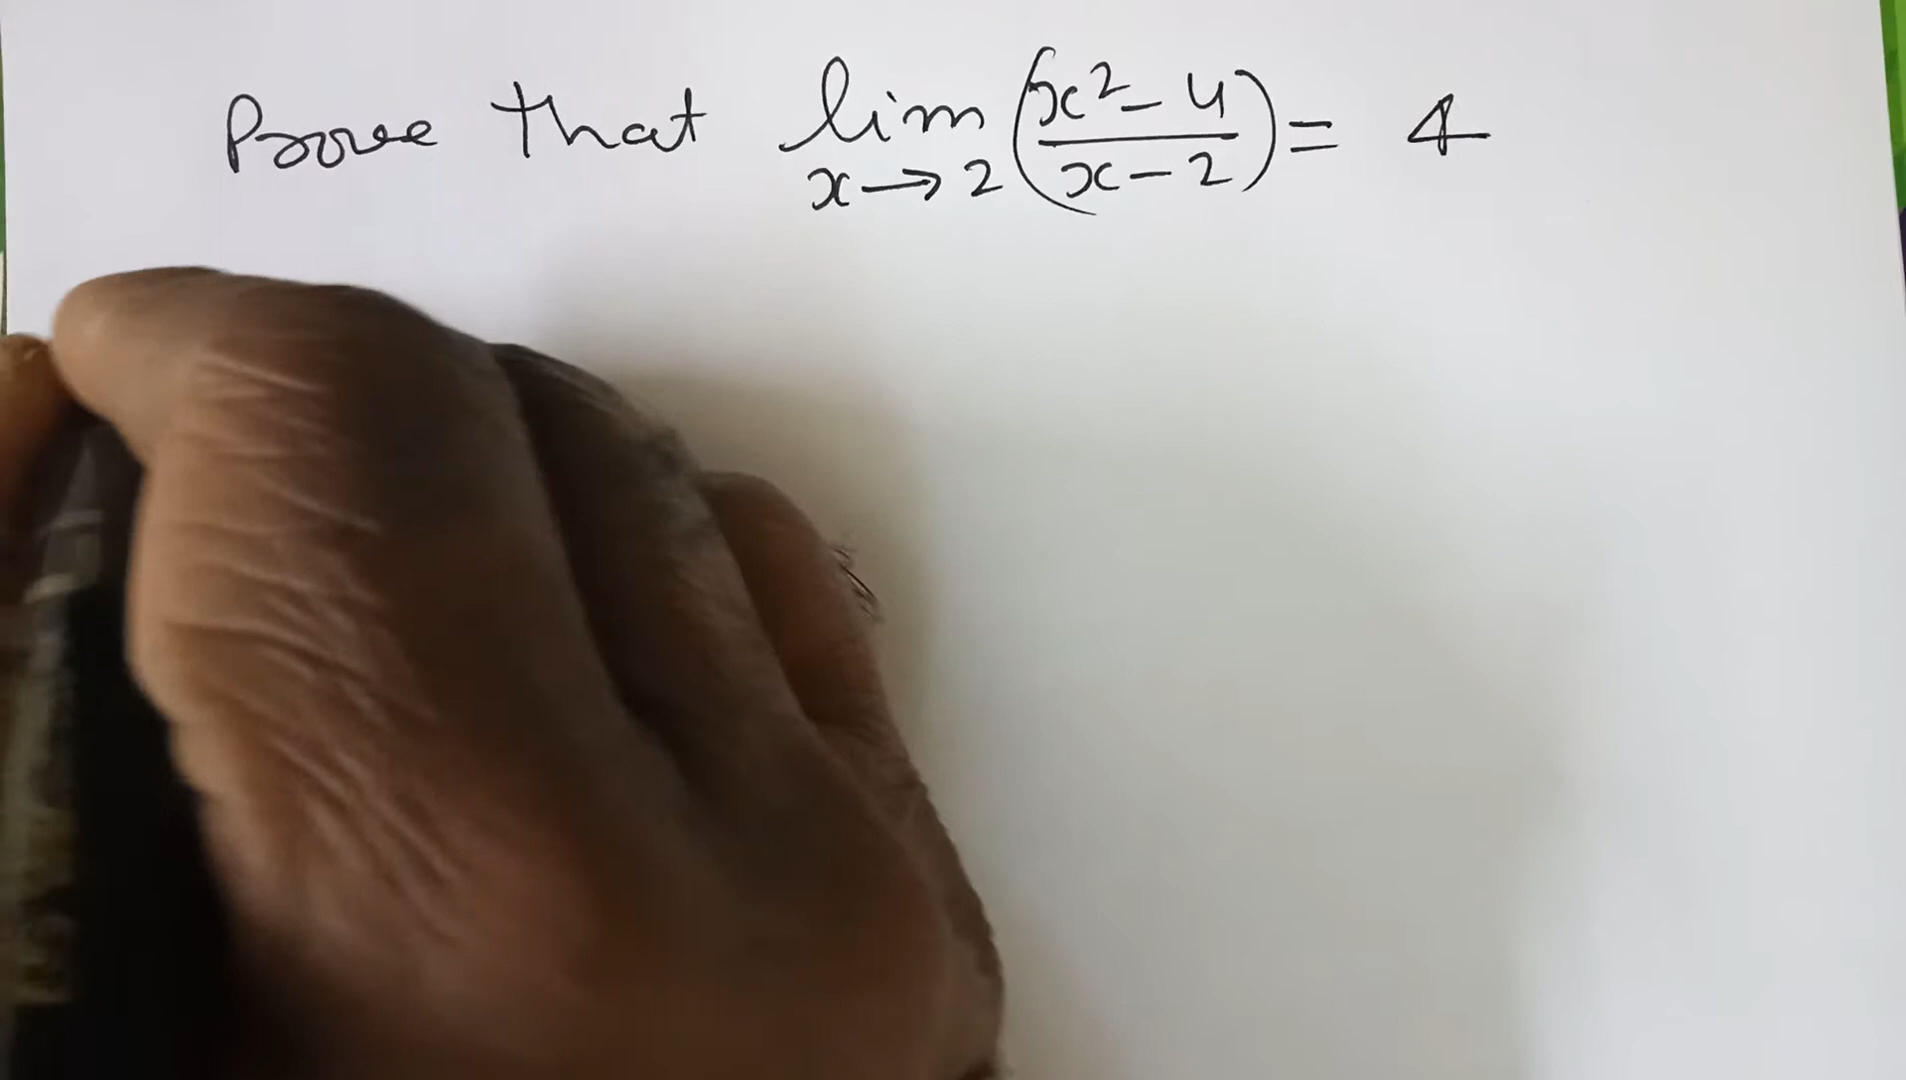 Prove that lim x→2 (x² - 4 / x - 2) = 4